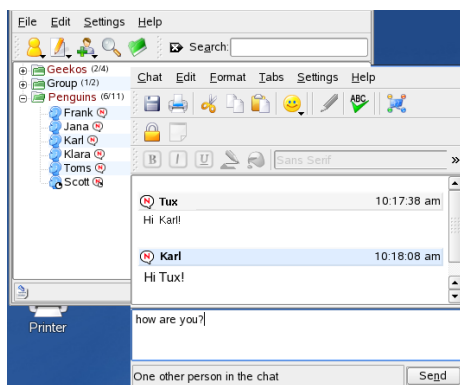 File Edit Settings Help
Search:
Geekos (2/4)
Group (1/2)
Penguins (6/11)
Frank
Jana
Karl
Klara
Toms
Scott
Chat Edit Format Tabs Settings Help
ABC
B I U Sans Serif »
N Tux 10:17:38 am
Hi Karl!
N Karl 10:18:08 am
Hi Tux!
how are you?
One other person in the chat Send
Printer